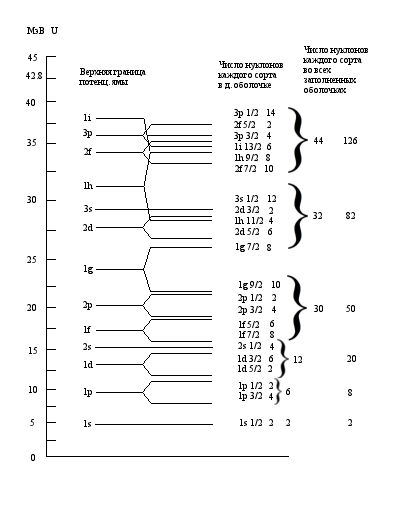 МэВ U
Верхняя граница
потенц. ямы
Число нуклонов
каждого сорта
в д. оболочке
Число нуклонов
каждого сорта
во всех
заполненных
оболочках
45
42.8
40
35
30
25
20
15
10
5
0
1i
3p
2f
1h
3s
2d
1g
2p
1f
2s
1d
1p
1s
3p 1/2 14
2f 5/2 2
3p 3/2 4
1i 13/2 6
1h 9/2 8
2f 7/2 10
44 126
3s 1/2 12
2d 3/2 2
1h 11/2 4
2d 5/2 6
1g 7/2 8
32 82
1g 9/2 10
2p 1/2 2
2p 3/2 4
1f 5/2 6
1f 7/2 8
30 50
2s 1/2 4
1d 3/2 6
1d 5/2 2
12 20
1p 1/2 2
1p 3/2 4
6 8
1s 1/2 2 2 2